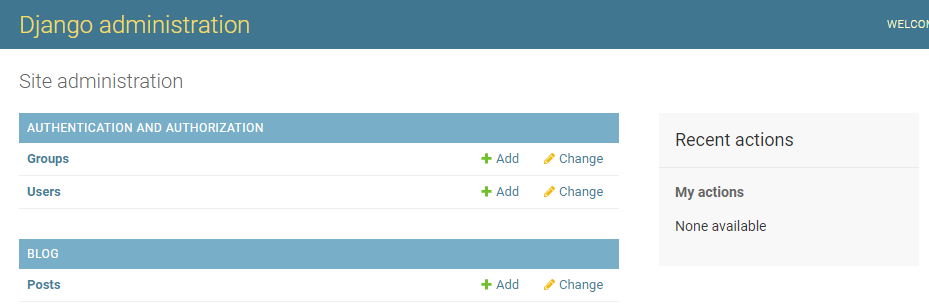 Django administration
WELCOM
Site administration
AUTHENTICATION AND AUTHORIZATION
Groups Add Change
Users Add Change
BLOG
Posts Add Change
Recent actions
My actions
None available